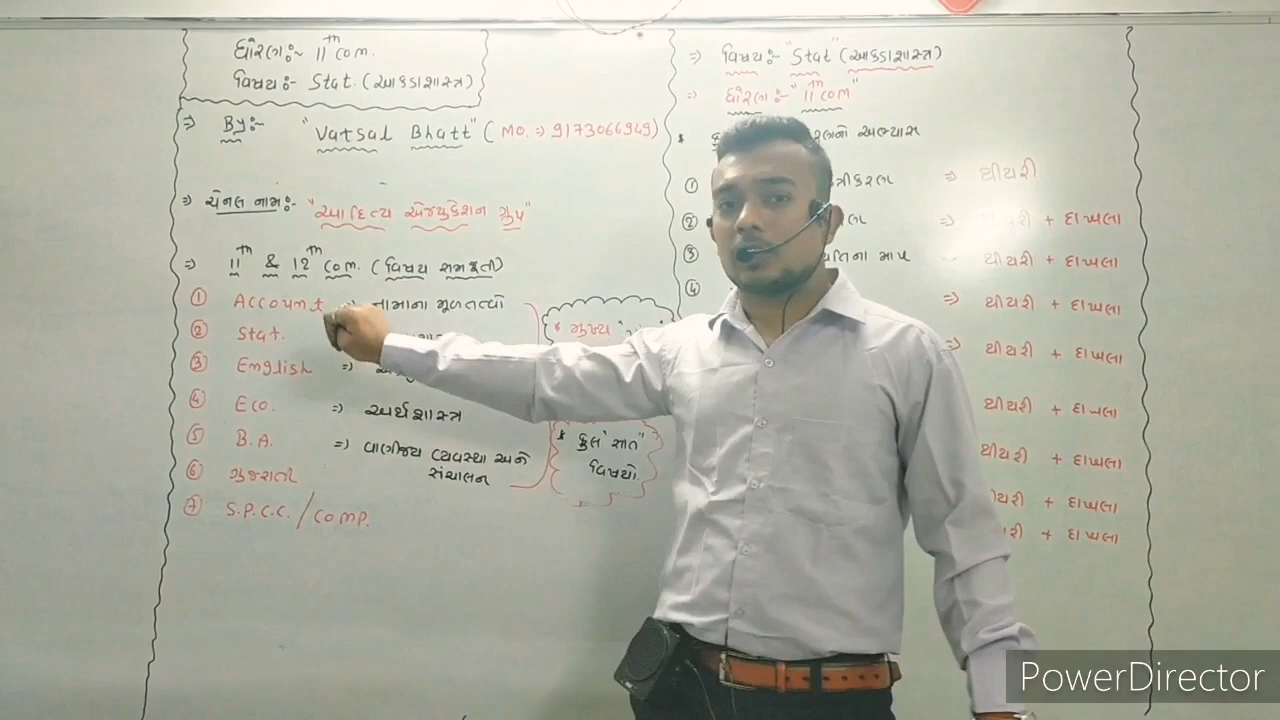 ધોરણ:- 11th com.
વિષય:- Stat. (આંકડાશાસ્ત્ર)
=> By:- "Vatsal Bhatt" (MO. => 9173066949)
=> ચેનલ નામ:- "આદિત્ય એજ્યુકેશન ગ્રુપ"
=> 11th & 12th com. (વિષય સમજૂતી)
① Account => નામાના મૂળતત્વો
② Stat.
③ English =>
④ Eco. => અર્થશાસ્ત્ર
⑤ B.A. => વાણીજ્ય વ્યવસ્થા અને
સંચાલન
⑥ ગુજરાતી
⑦ S.P.C.C. / comp.
* મુખ્ય
* કુલ "સાત"
વિષયો.
=> વિષય:- "Stat" (આંકડાશાસ્ત્ર)
=> ધોરણ:- "11th com"
* અભ્યાસ
① => થીયરી
② => થીયરી + દાખલા
③ માપ થીયરી + દાખલા
④ => થીયરી + દાખલા
=> થીયરી + દાખલા
થીયરી + દાખલા
થીયરી + દાખલા
+ દાખલા
+ દાખલા
PowerDirector